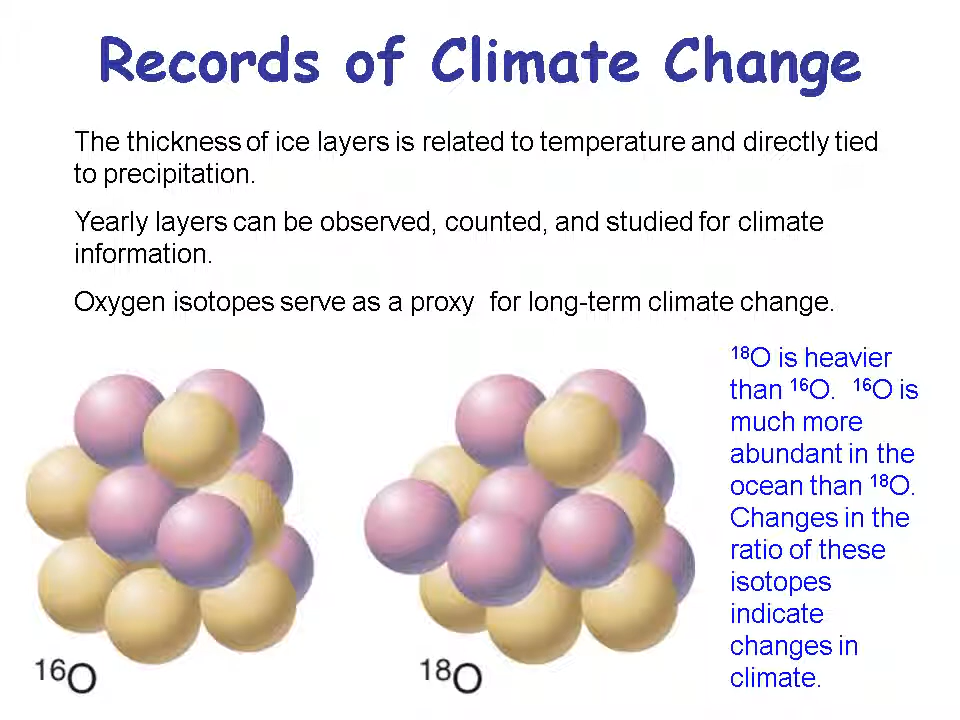 Records of Climate Change
The thickness of ice layers is related to temperature and directly tied
to precipitation.
Yearly layers can be observed, counted, and studied for climate
information.
Oxygen isotopes serve as a proxy  for long-term climate change.
¹⁸O is heavier
than ¹⁶O.  ¹⁶O is
much more
abundant in the
ocean than ¹⁸O.
Changes in the
ratio of these
isotopes
indicate
changes in
climate.
¹⁶O
¹⁸O